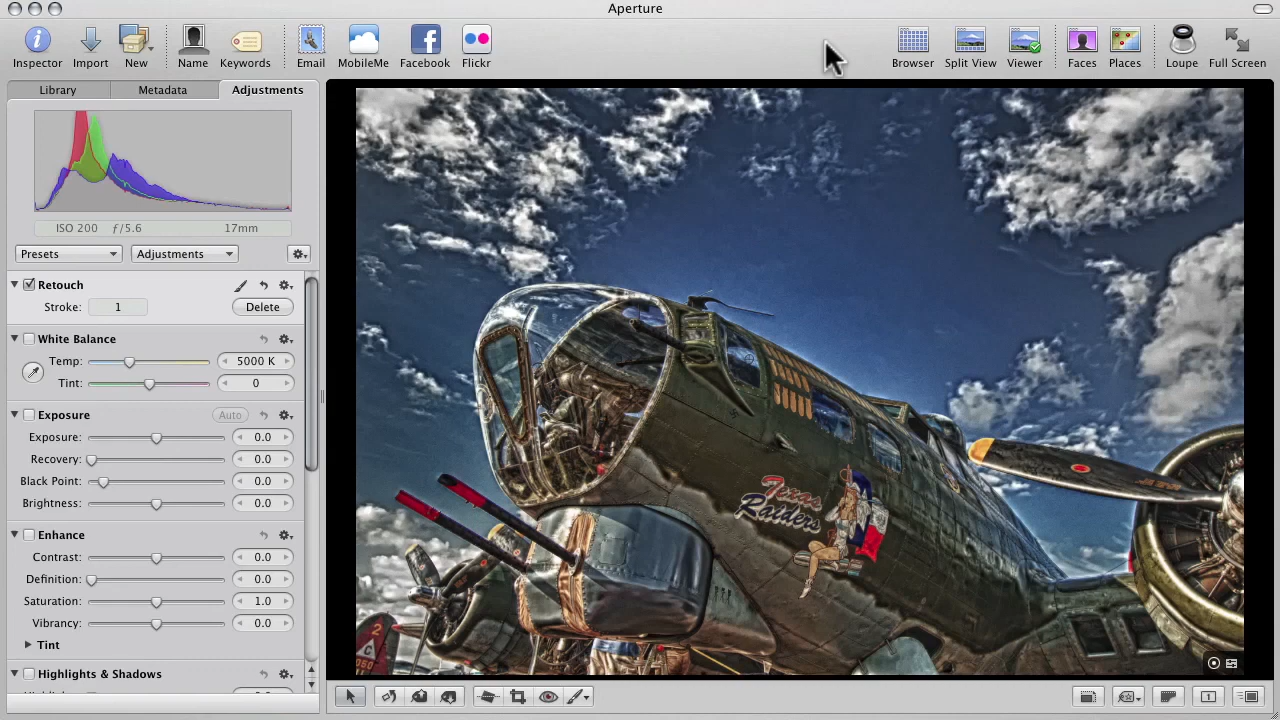 Aperture
Inspector Import New Name Keywords Email MobileMe Facebook Flickr Browser Split View Viewer Faces Places Loupe Full Screen
Library Metadata Adjustments
ISO 200 ƒ/5.6 17mm
Presets Adjustments
Retouch
Stroke: 1 Delete
White Balance
Temp: 5000 K
Tint: 0
Exposure Auto
Exposure: 0.0
Recovery: 0.0
Black Point: 0.0
Brightness: 0.0
Enhance
Contrast: 0.0
Definition: 0.0
Saturation: 1.0
Vibrancy: 0.0
Tint
Highlights & Shadows
Texas
Raiders
2
C
1